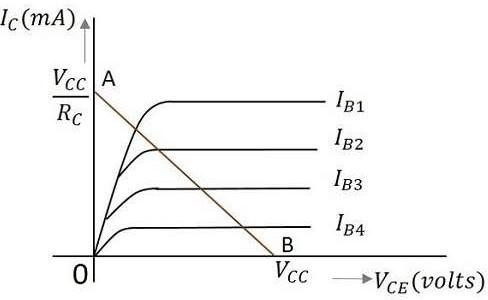 I_C(mA)
V_CC/R_C
A
I_B1
I_B2
I_B3
I_B4
B
0
V_CC
V_CE(volts)